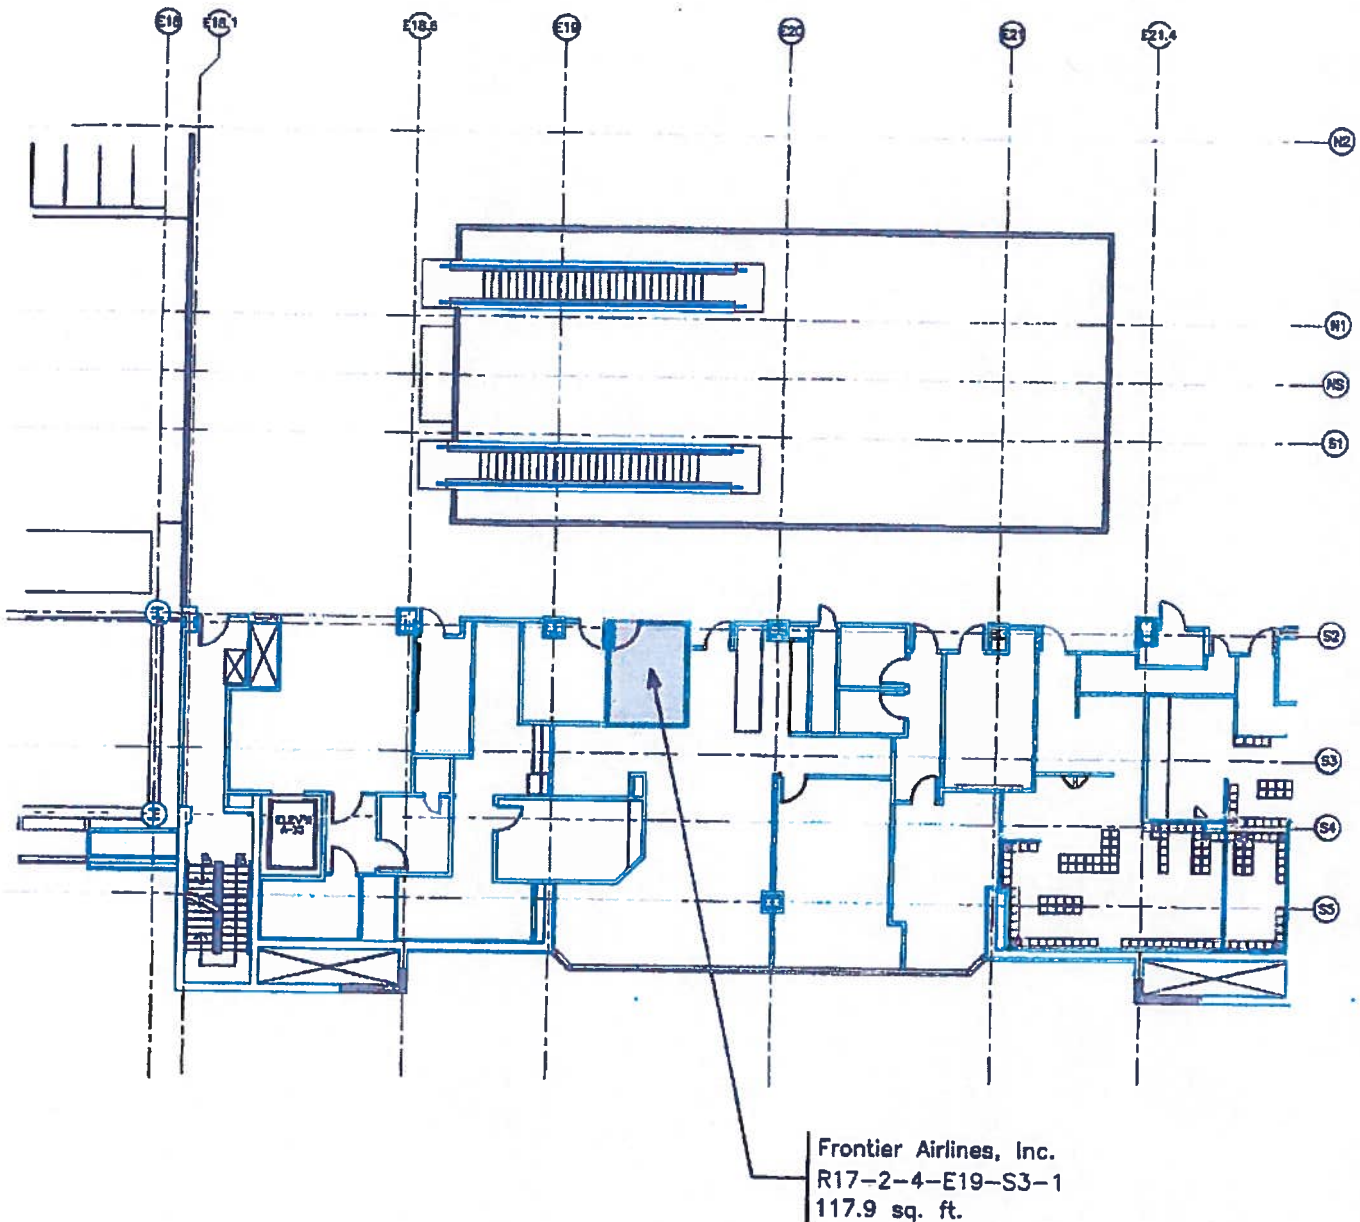 E18
E18.1
E18.6
E19
E20
E21
E21.4
N2
N1
NS
S1
S2
S3
ELEV'R
S4
S5
Frontier Airlines, Inc.
R17-2-4-E19-S3-1
117.9 sq. ft.